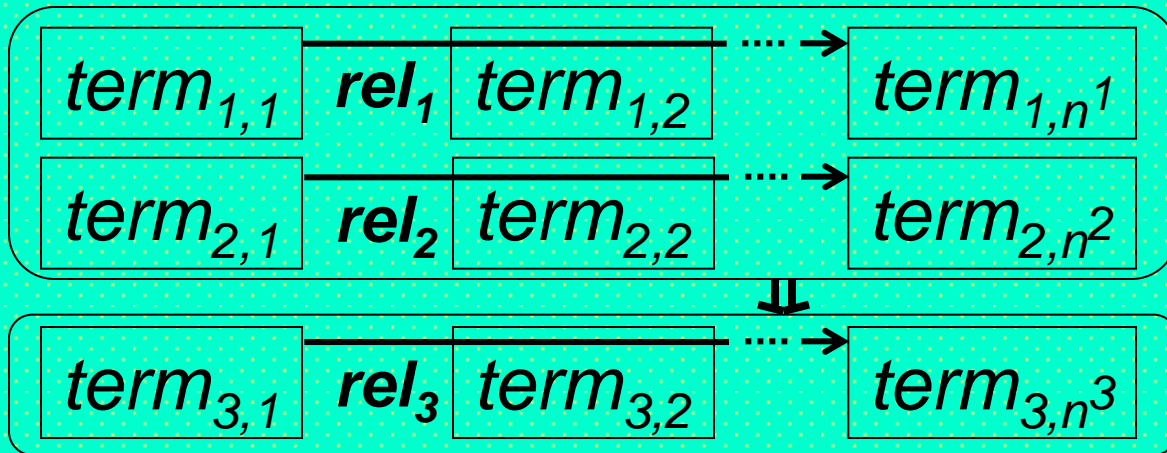 term1,1 rel1 term1,2 .... term1,n1
term2,1 rel2 term2,2 .... term2,n2
term3,1 rel3 term3,2 .... term3,n3